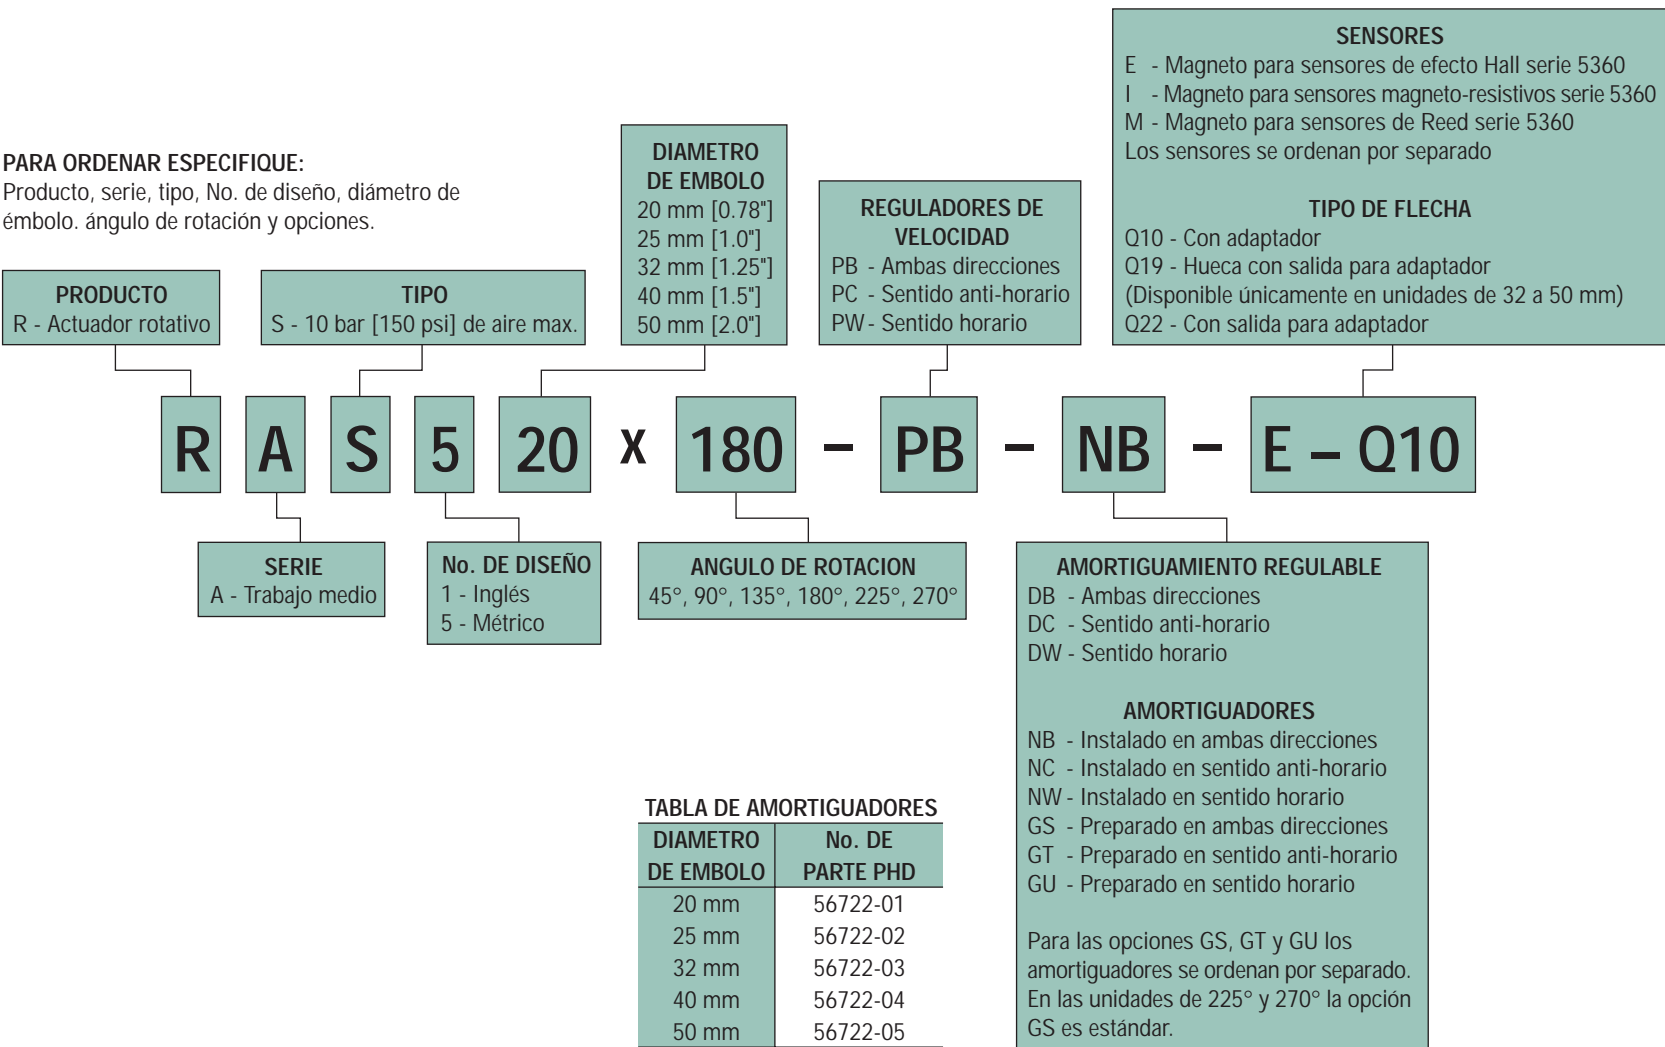 PARA ORDENAR ESPECIFIQUE:
Producto, serie, tipo, No. de diseño, diámetro de
émbolo. ángulo de rotación y opciones.
PRODUCTO
R - Actuador rotativo
TIPO
S - 10 bar [150 psi] de aire max.
DIAMETRO
DE EMBOLO
20 mm [0.78"]
25 mm [1.0"]
32 mm [1.25"]
40 mm [1.5"]
50 mm [2.0"]
REGULADORES DE
VELOCIDAD
PB - Ambas direcciones
PC - Sentido anti-horario
PW - Sentido horario
SENSORES
E - Magneto para sensores de efecto Hall serie 5360
I - Magneto para sensores magneto-resistivos serie 5360
M - Magneto para sensores de Reed serie 5360
Los sensores se ordenan por separado
TIPO DE FLECHA
Q10 - Con adaptador
Q19 - Hueca con salida para adaptador
(Disponible únicamente en unidades de 32 a 50 mm)
Q22 - Con salida para adaptador
R A S 5 20 x 180 – PB – NB – E – Q10
SERIE
A - Trabajo medio
No. DE DISEÑO
1 - Inglés
5 - Métrico
ANGULO DE ROTACION
45°, 90°, 135°, 180°, 225°, 270°
AMORTIGUAMIENTO REGULABLE
DB - Ambas direcciones
DC - Sentido anti-horario
DW - Sentido horario
AMORTIGUADORES
NB - Instalado en ambas direcciones
NC - Instalado en sentido anti-horario
NW - Instalado en sentido horario
GS - Preparado en ambas direcciones
GT - Preparado en sentido anti-horario
GU - Preparado en sentido horario
Para las opciones GS, GT y GU los
amortiguadores se ordenan por separado.
En las unidades de 225° y 270° la opción
GS es estándar.
TABLA DE AMORTIGUADORES
DIAMETRO DE EMBOLO No. DE PARTE PHD
20 mm 56722-01
25 mm 56722-02
32 mm 56722-03
40 mm 56722-04
50 mm 56722-05